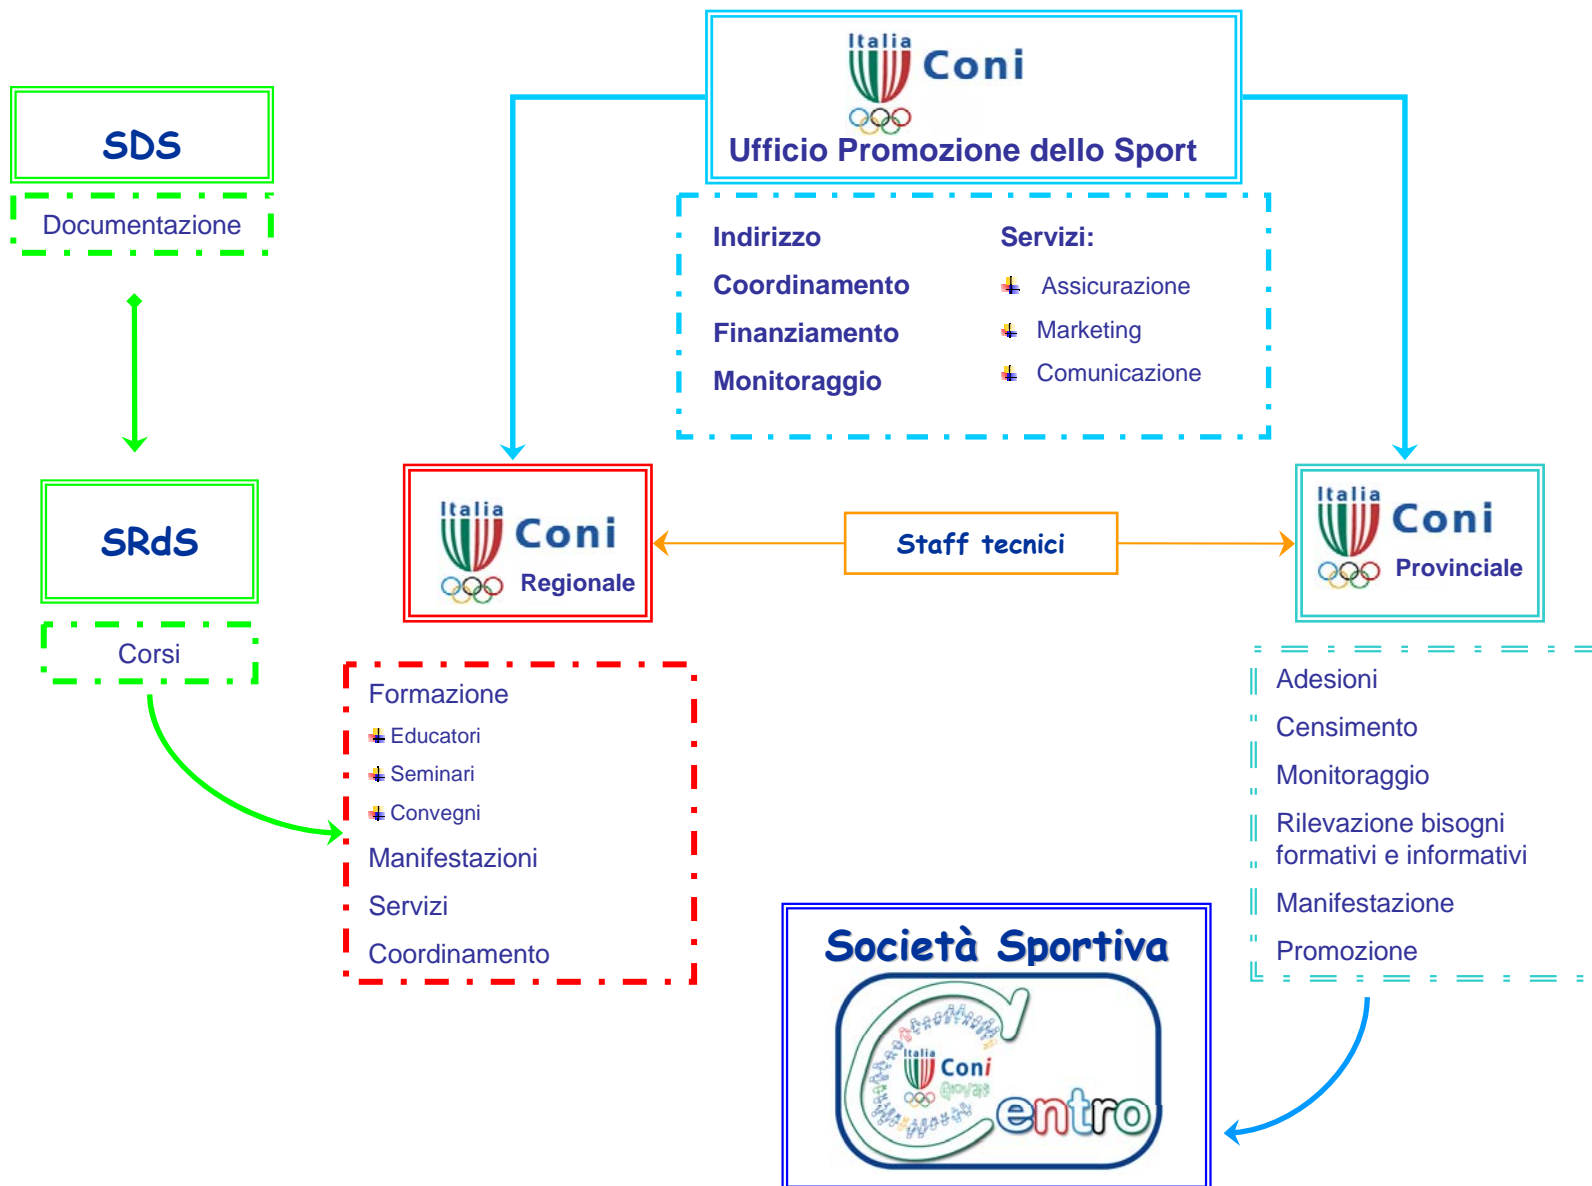 Italia
Coni
Ufficio Promozione dello Sport
SDS
Documentazione
Indirizzo
Coordinamento
Finanziamento
Monitoraggio
Servizi:
Assicurazione
Marketing
Comunicazione
SRdS
Corsi
Italia
Coni
Regionale
Staff tecnici
Italia
Coni
Provinciale
Formazione
Educatori
Seminari
Convegni
Manifestazioni
Servizi
Coordinamento
Adesioni
Censimento
Monitoraggio
Rilevazione bisogni
formativi e informativi
Manifestazione
Promozione
Società Sportiva
Italia
Coni
Giovani
Centro